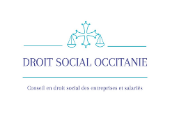 DROIT SOCIAL OCCITANIE
Conseil en droit social des entreprises et salariés